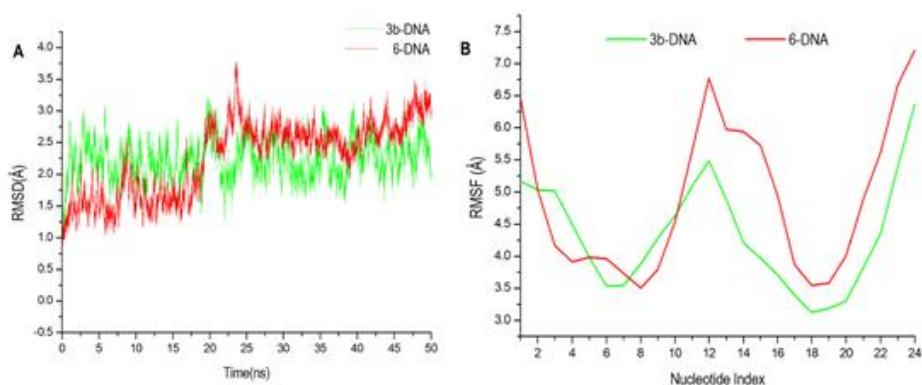 A
3b-DNA
6-DNA
4.0
3.5
3.0
2.5
2.0
1.5
1.0
0.5
0.0
-0.5
RMSD(Å)
0 5 10 15 20 25 30 35 40 45 50
Time(ns)
B
3b-DNA 6-DNA
7.5
7.0
6.5
6.0
5.5
5.0
4.5
4.0
3.5
3.0
RMSF (Å)
2 4 6 8 10 12 14 16 18 20 22 24
Nucleotide Index